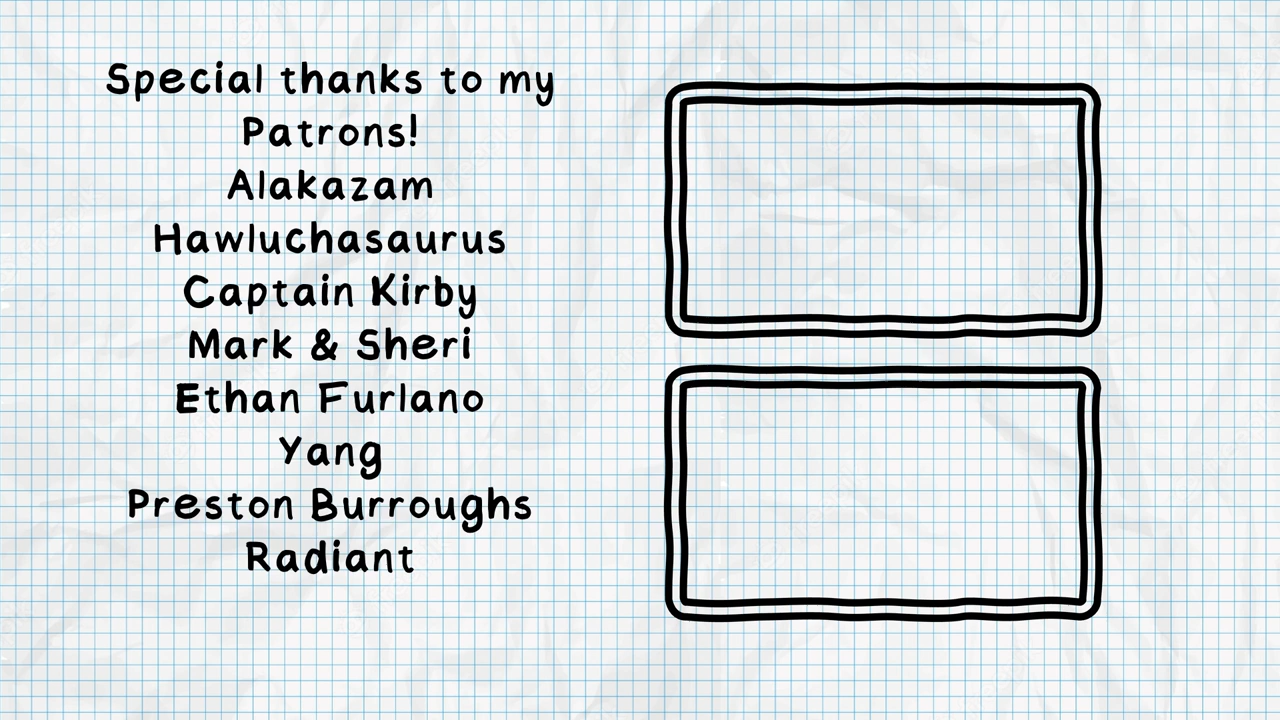 Special thanks to my
Patrons!
Alakazam
Hawluchasaurus
Captain Kirby
Mark & Sheri
Ethan Furlano
Yang
Preston Burroughs
Radiant